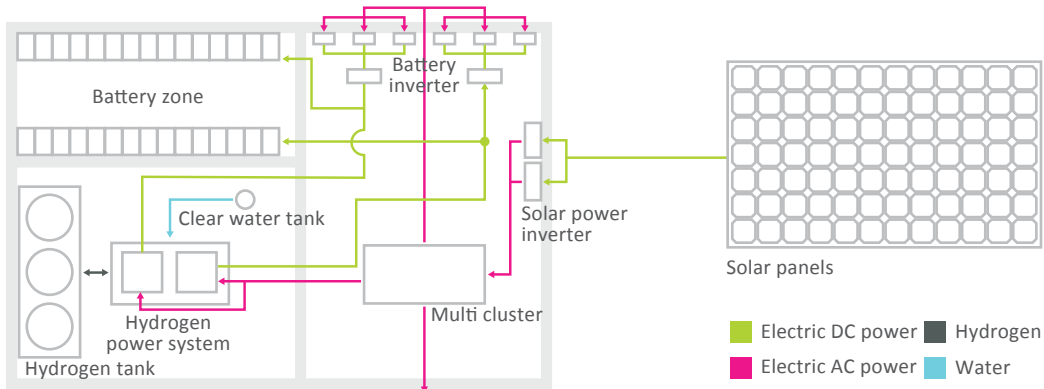 Battery
inverter
Battery zone
Clear water tank
Solar power
inverter
Solar panels
Multi cluster
Hydrogen
power system
Hydrogen tank
Electric DC power
Hydrogen
Electric AC power
Water